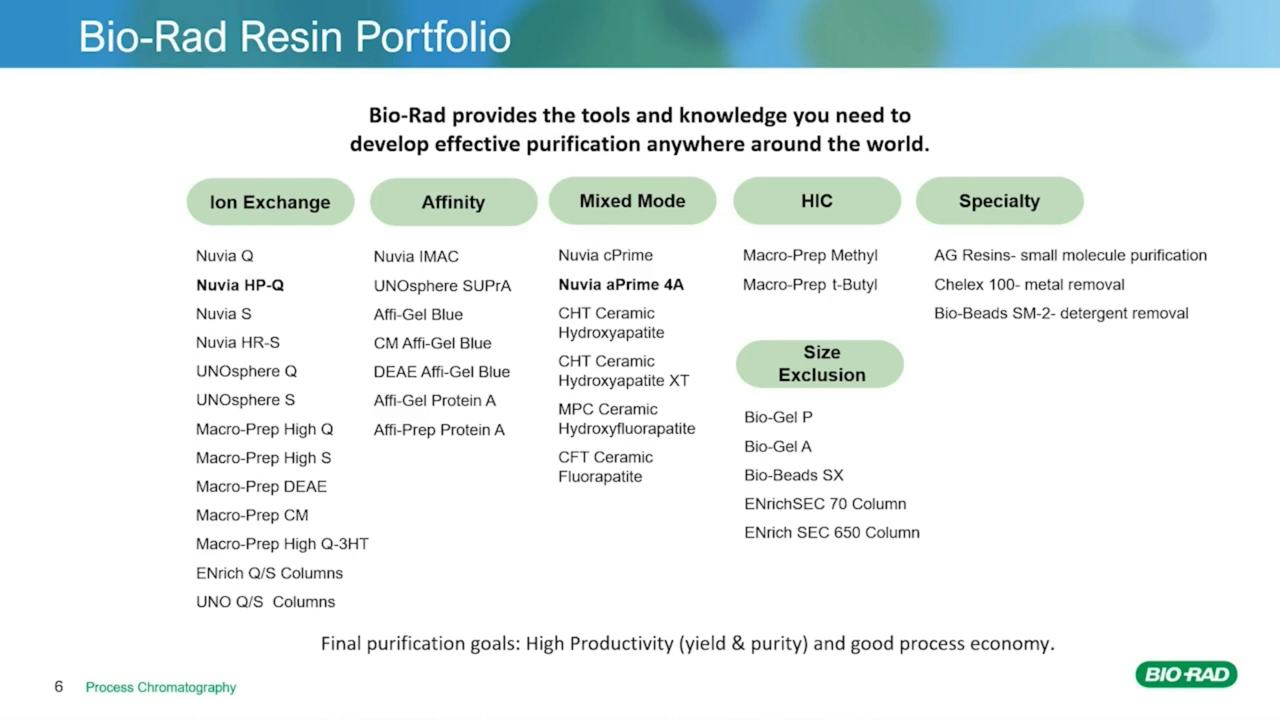 Bio-Rad Resin Portfolio
Bio-Rad provides the tools and knowledge you need to
develop effective purification anywhere around the world.
Ion Exchange
Nuvia Q
Nuvia HP-Q
Nuvia S
Nuvia HR-S
UNOsphere Q
UNOsphere S
Macro-Prep High Q
Macro-Prep High S
Macro-Prep DEAE
Macro-Prep CM
Macro-Prep High Q-3HT
ENrich Q/S Columns
UNO Q/S  Columns
Affinity
Nuvia IMAC
UNOsphere SUPrA
Affi-Gel Blue
CM Affi-Gel Blue
DEAE Affi-Gel Blue
Affi-Gel Protein A
Affi-Prep Protein A
Mixed Mode
Nuvia cPrime
Nuvia aPrime 4A
CHT Ceramic
Hydroxyapatite
CHT Ceramic
Hydroxyapatite XT
MPC Ceramic
Hydroxyfluorapatite
CFT Ceramic
Fluorapatite
HIC
Macro-Prep Methyl
Macro-Prep t-Butyl
Size
Exclusion
Bio-Gel P
Bio-Gel A
Bio-Beads SX
ENrichSEC 70 Column
ENrich SEC 650 Column
Specialty
AG Resins- small molecule purification
Chelex 100- metal removal
Bio-Beads SM-2- detergent removal
Final purification goals: High Productivity (yield & purity) and good process economy.
6 Process Chromatography
BIO-RAD